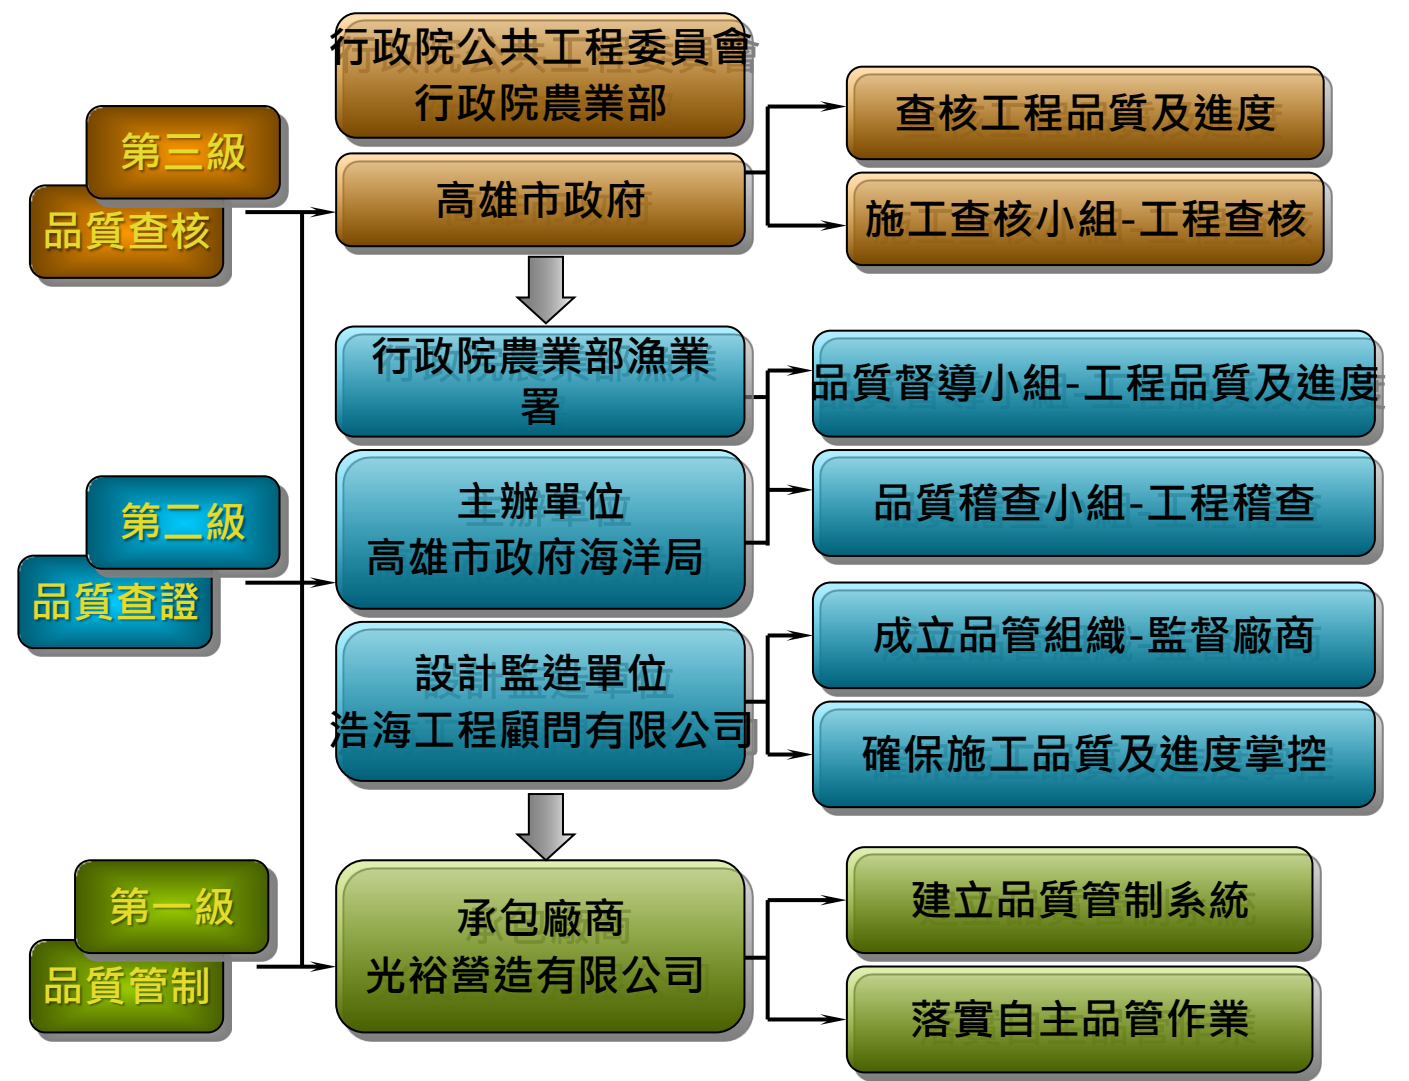 第三級
品質查核
行政院公共工程委員會
行政院農業部
高雄市政府
查核工程品質及進度
施工查核小組-工程查核
第二級
品質查證
行政院農業部漁業
署
主辦單位
高雄市政府海洋局
品質督導小組-工程品質及進度
品質稽查小組-工程稽查
設計監造單位
浩海工程顧問有限公司
成立品管組織-監督廠商
確保施工品質及進度掌控
第一級
品質管制
承包廠商
光裕營造有限公司
建立品質管制系統
落實自主品管作業